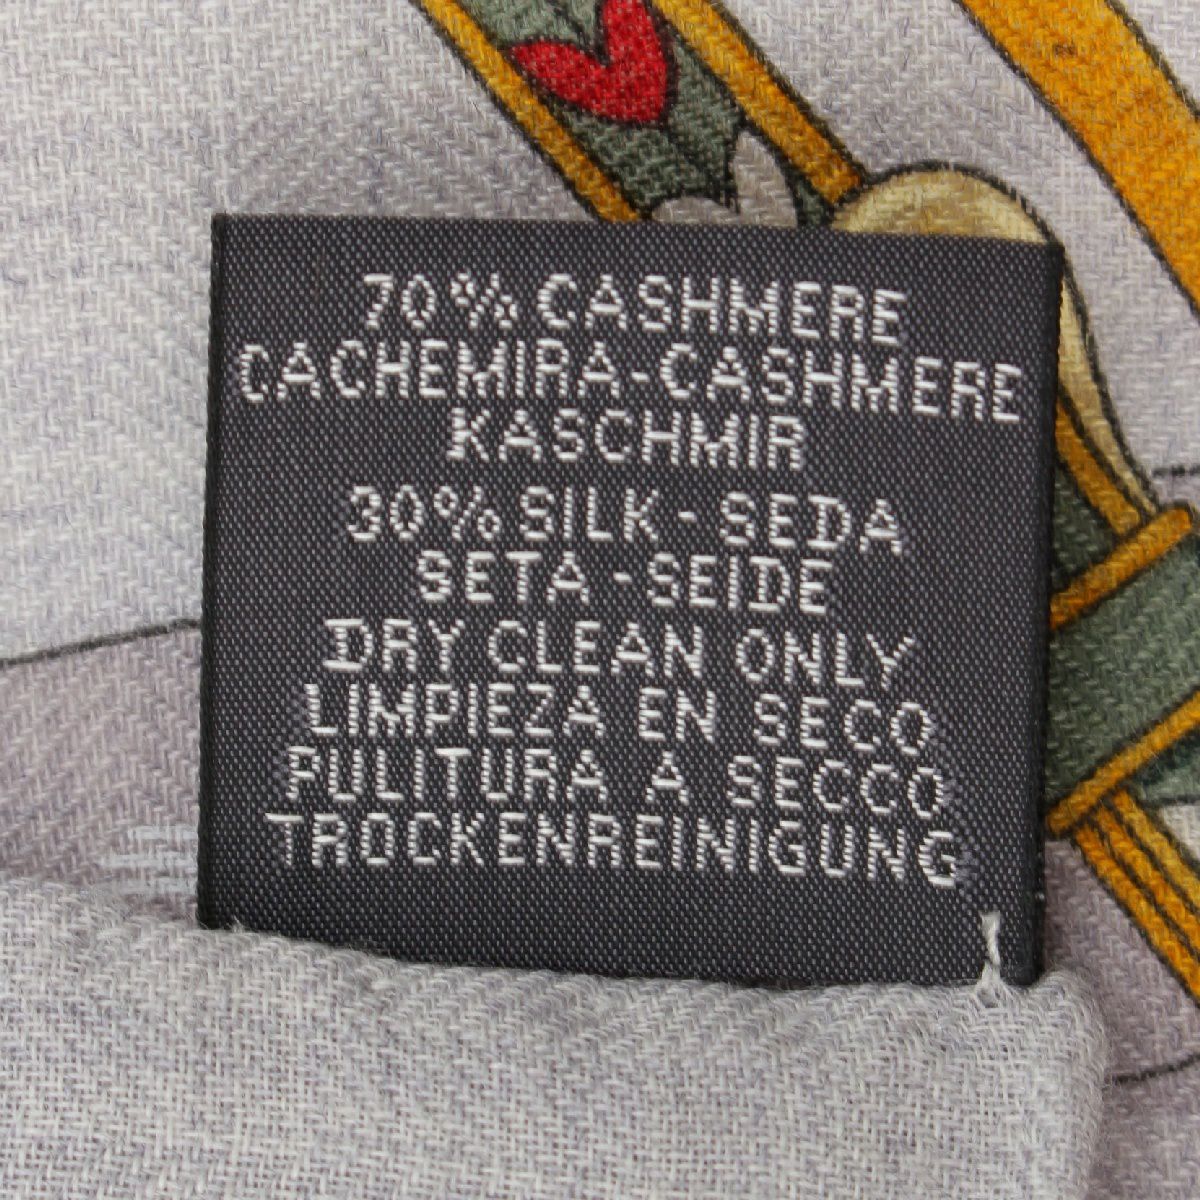 70% CASHMERE
CACHEMIRA-CASHMERE
KASCHMIR
30% SILK - SEDA
SETA - SEIDE
DRY CLEAN ONLY
LIMPIEZA EN SECO
PULITURA A SECCO
TROCKENREINIGUNG